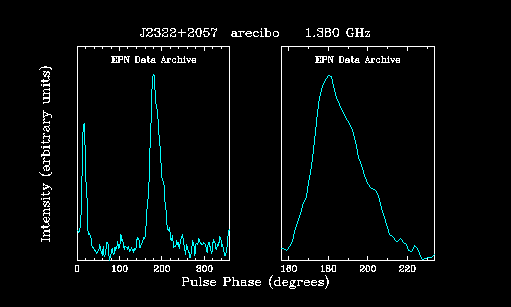 J2322+2057 arecibo 1.380 GHz
EPN Data Archive
EPN Data Archive
Intensity (arbitrary units)
0 100 200 300
160 180 200 220
Pulse Phase (degrees)